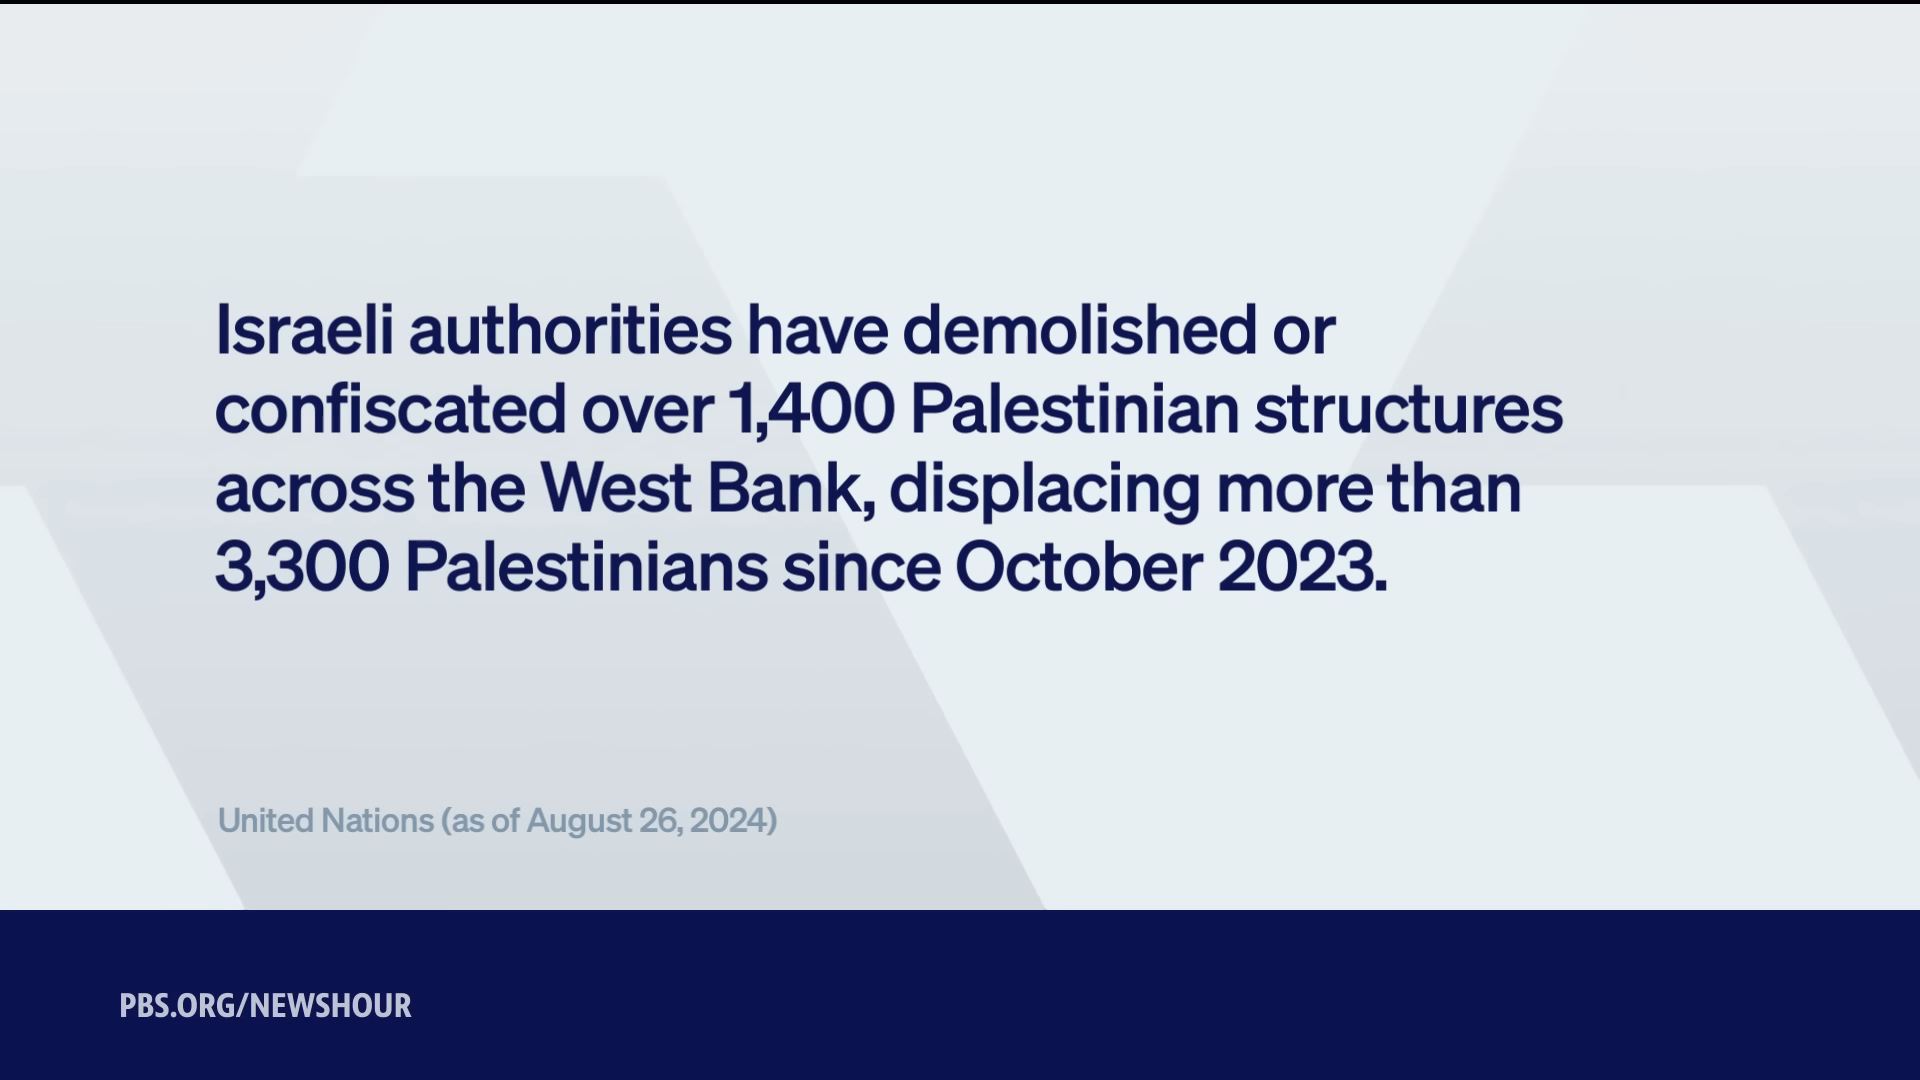 Israeli authorities have demolished or
confiscated over 1,400 Palestinian structures
across the West Bank, displacing more than
3,300 Palestinians since October 2023.
United Nations (as of August 26, 2024)
PBS.ORG/NEWSHOUR